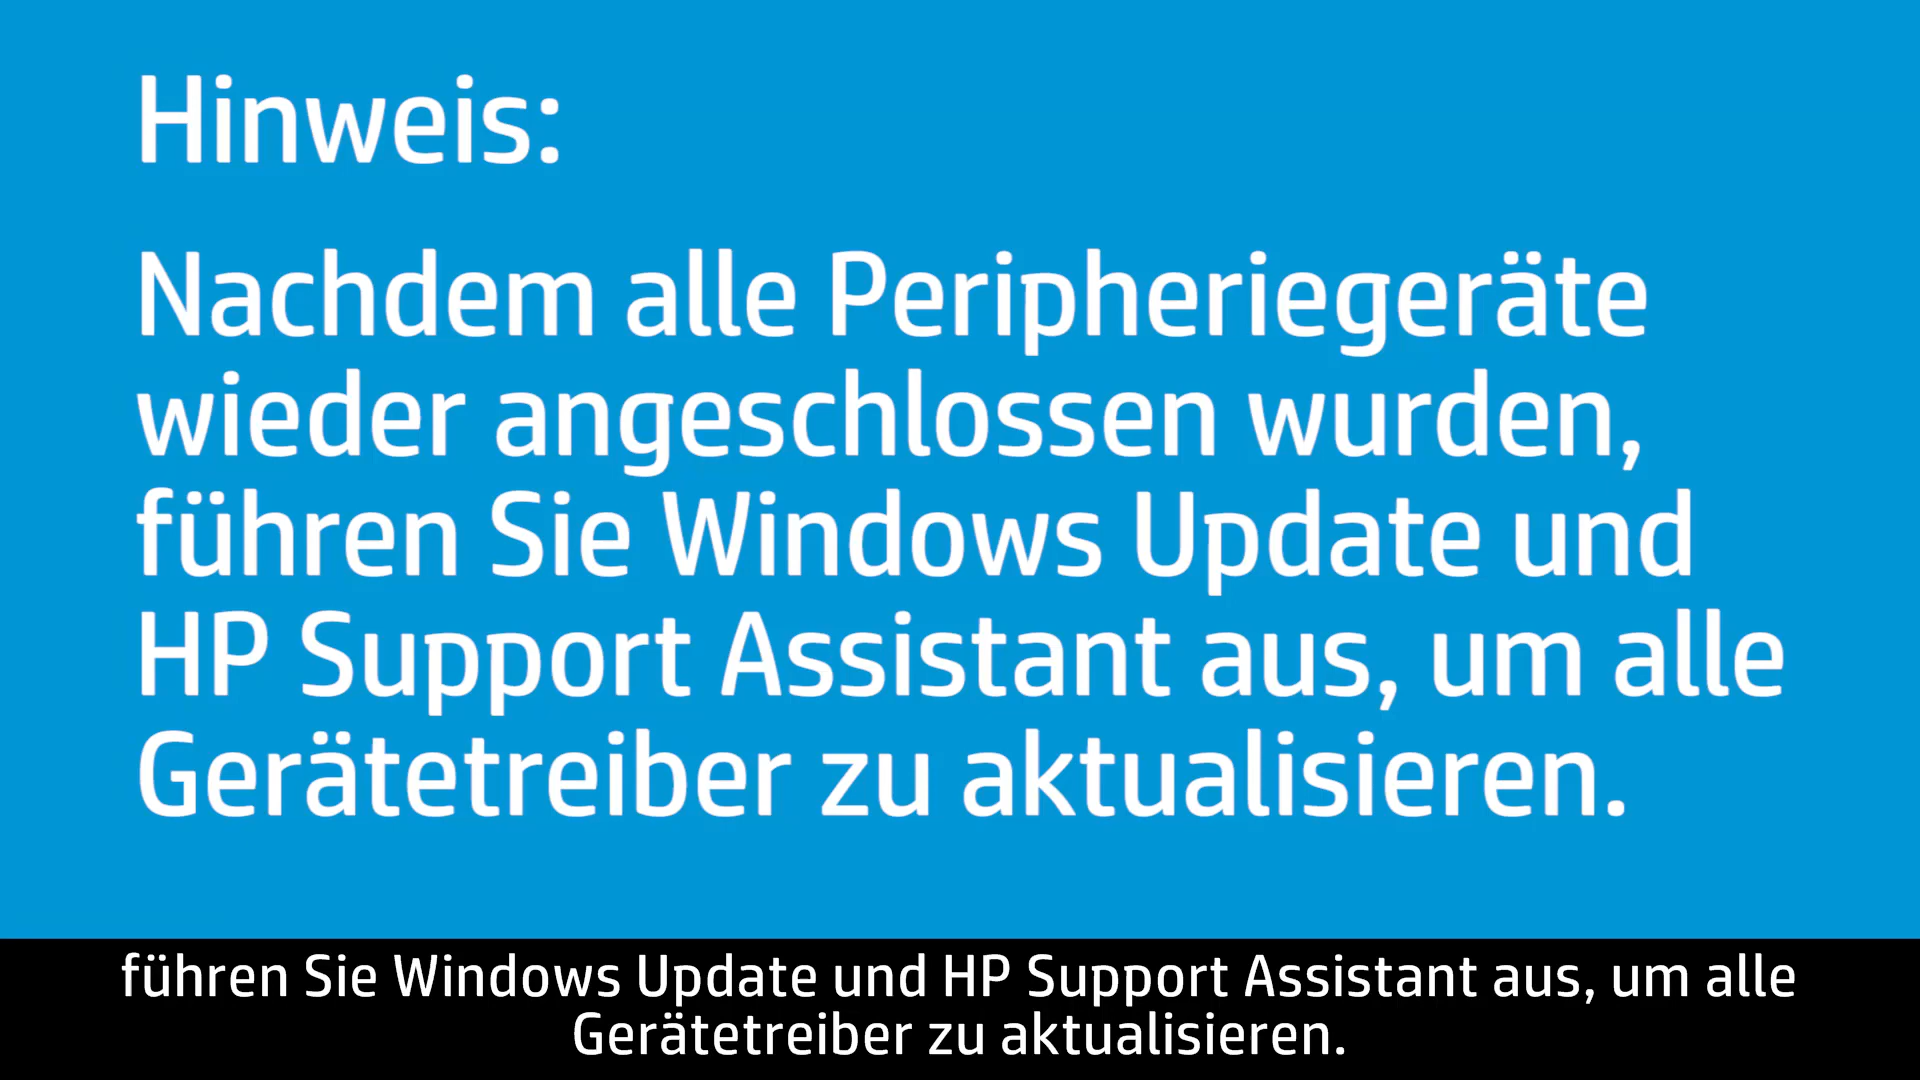 Hinweis:
Nachdem alle Peripheriegeräte
wieder angeschlossen wurden,
führen Sie Windows Update und
HP Support Assistant aus, um alle
Gerätetreiber zu aktualisieren.
führen Sie Windows Update und HP Support Assistant aus, um alle
Gerätetreiber zu aktualisieren.